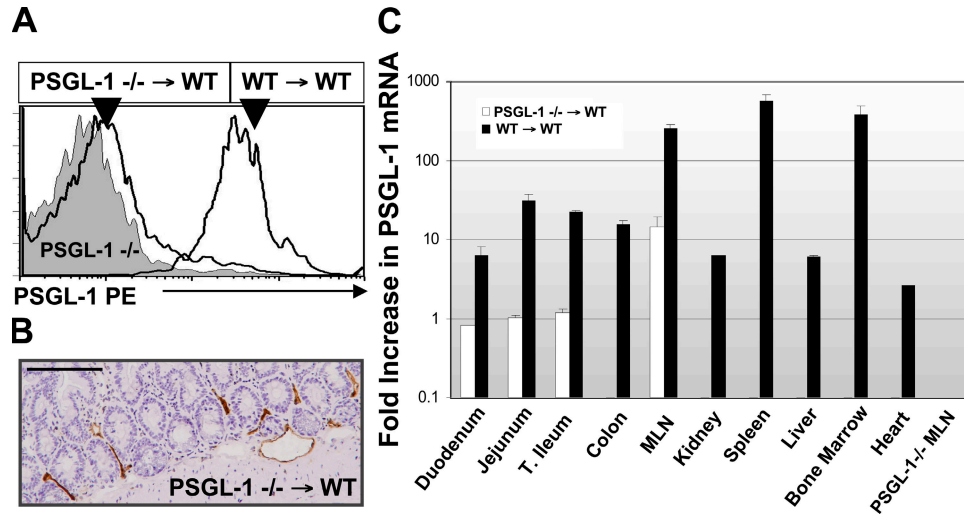 A
PSGL-1 -/- → WT
WT → WT
PSGL-1 -/-
PSGL-1 PE
B
PSGL-1 -/- → WT
C
Fold Increase in PSGL-1 mRNA
1000
100
10
1
0.1
PSGL-1 -/- → WT
WT → WT
Duodenum
Jejunum
T. Ileum
Colon
MLN
Kidney
Spleen
Liver
Bone Marrow
Heart
PSGL-1-/- MLN